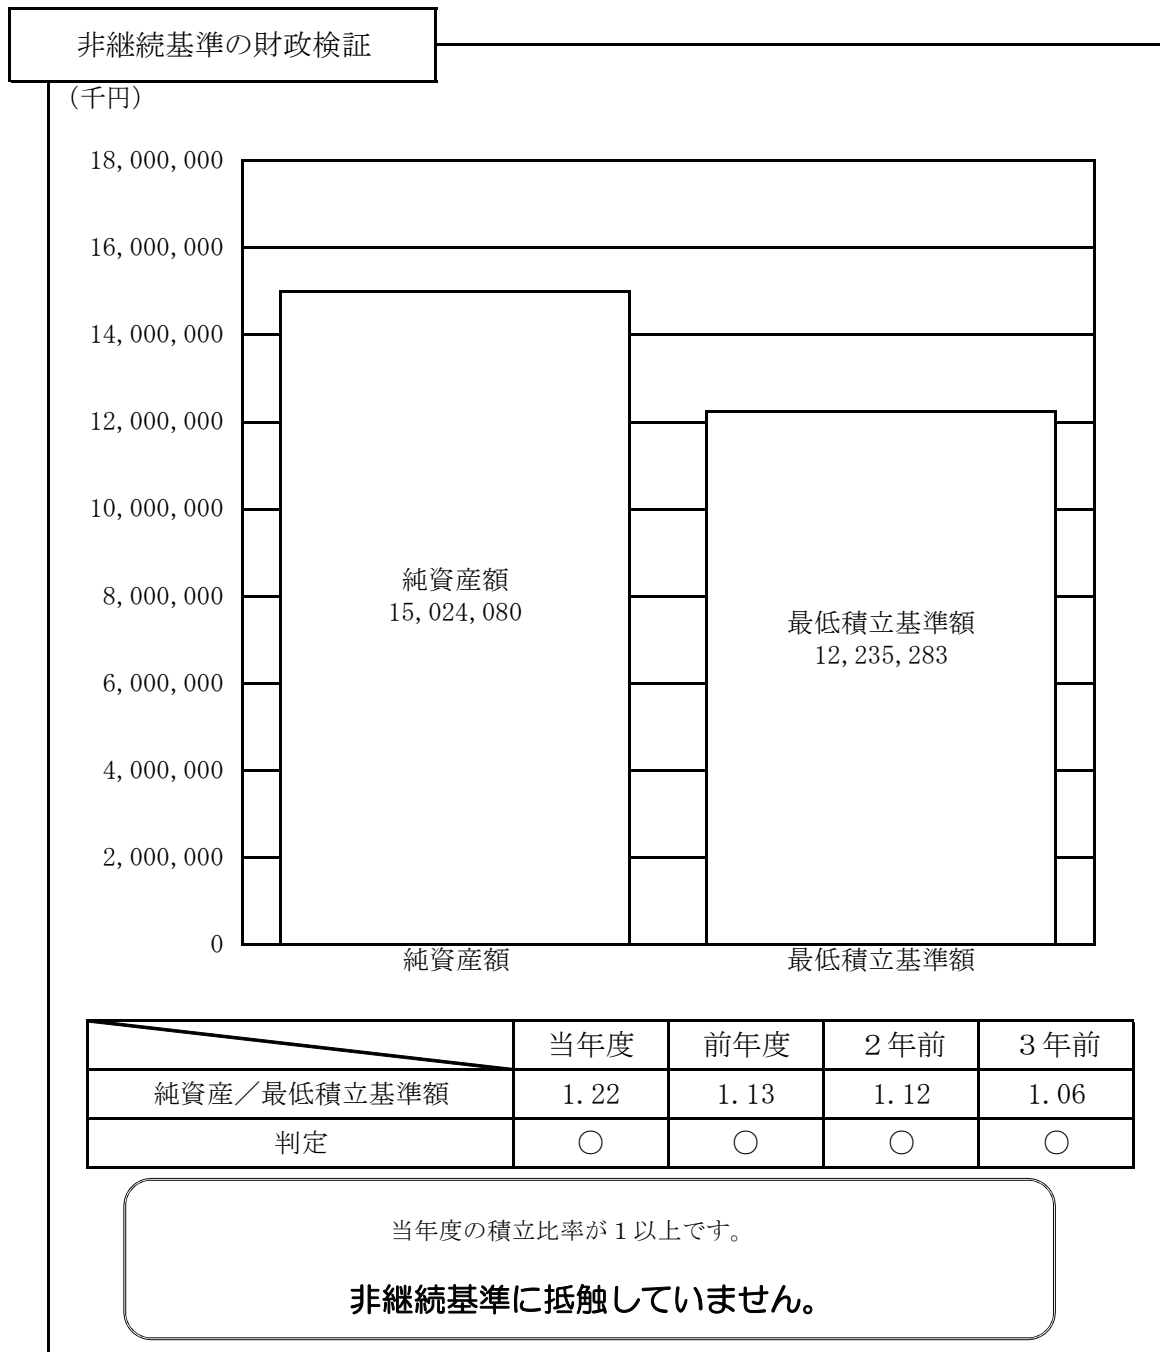 非継続基準の財政検証
(千円)
18,000,000
16,000,000
14,000,000
12,000,000
10,000,000
8,000,000
6,000,000
4,000,000
2,000,000
0
純資産額
15,024,080
最低積立基準額
12,235,283
純資産額 最低積立基準額
当年度 前年度 2年前 3年前
純資産/最低積立基準額 1.22 1.13 1.12 1.06
判定 ○ ○ ○ ○
当年度の積立比率が1以上です。
非継続基準に抵触していません。